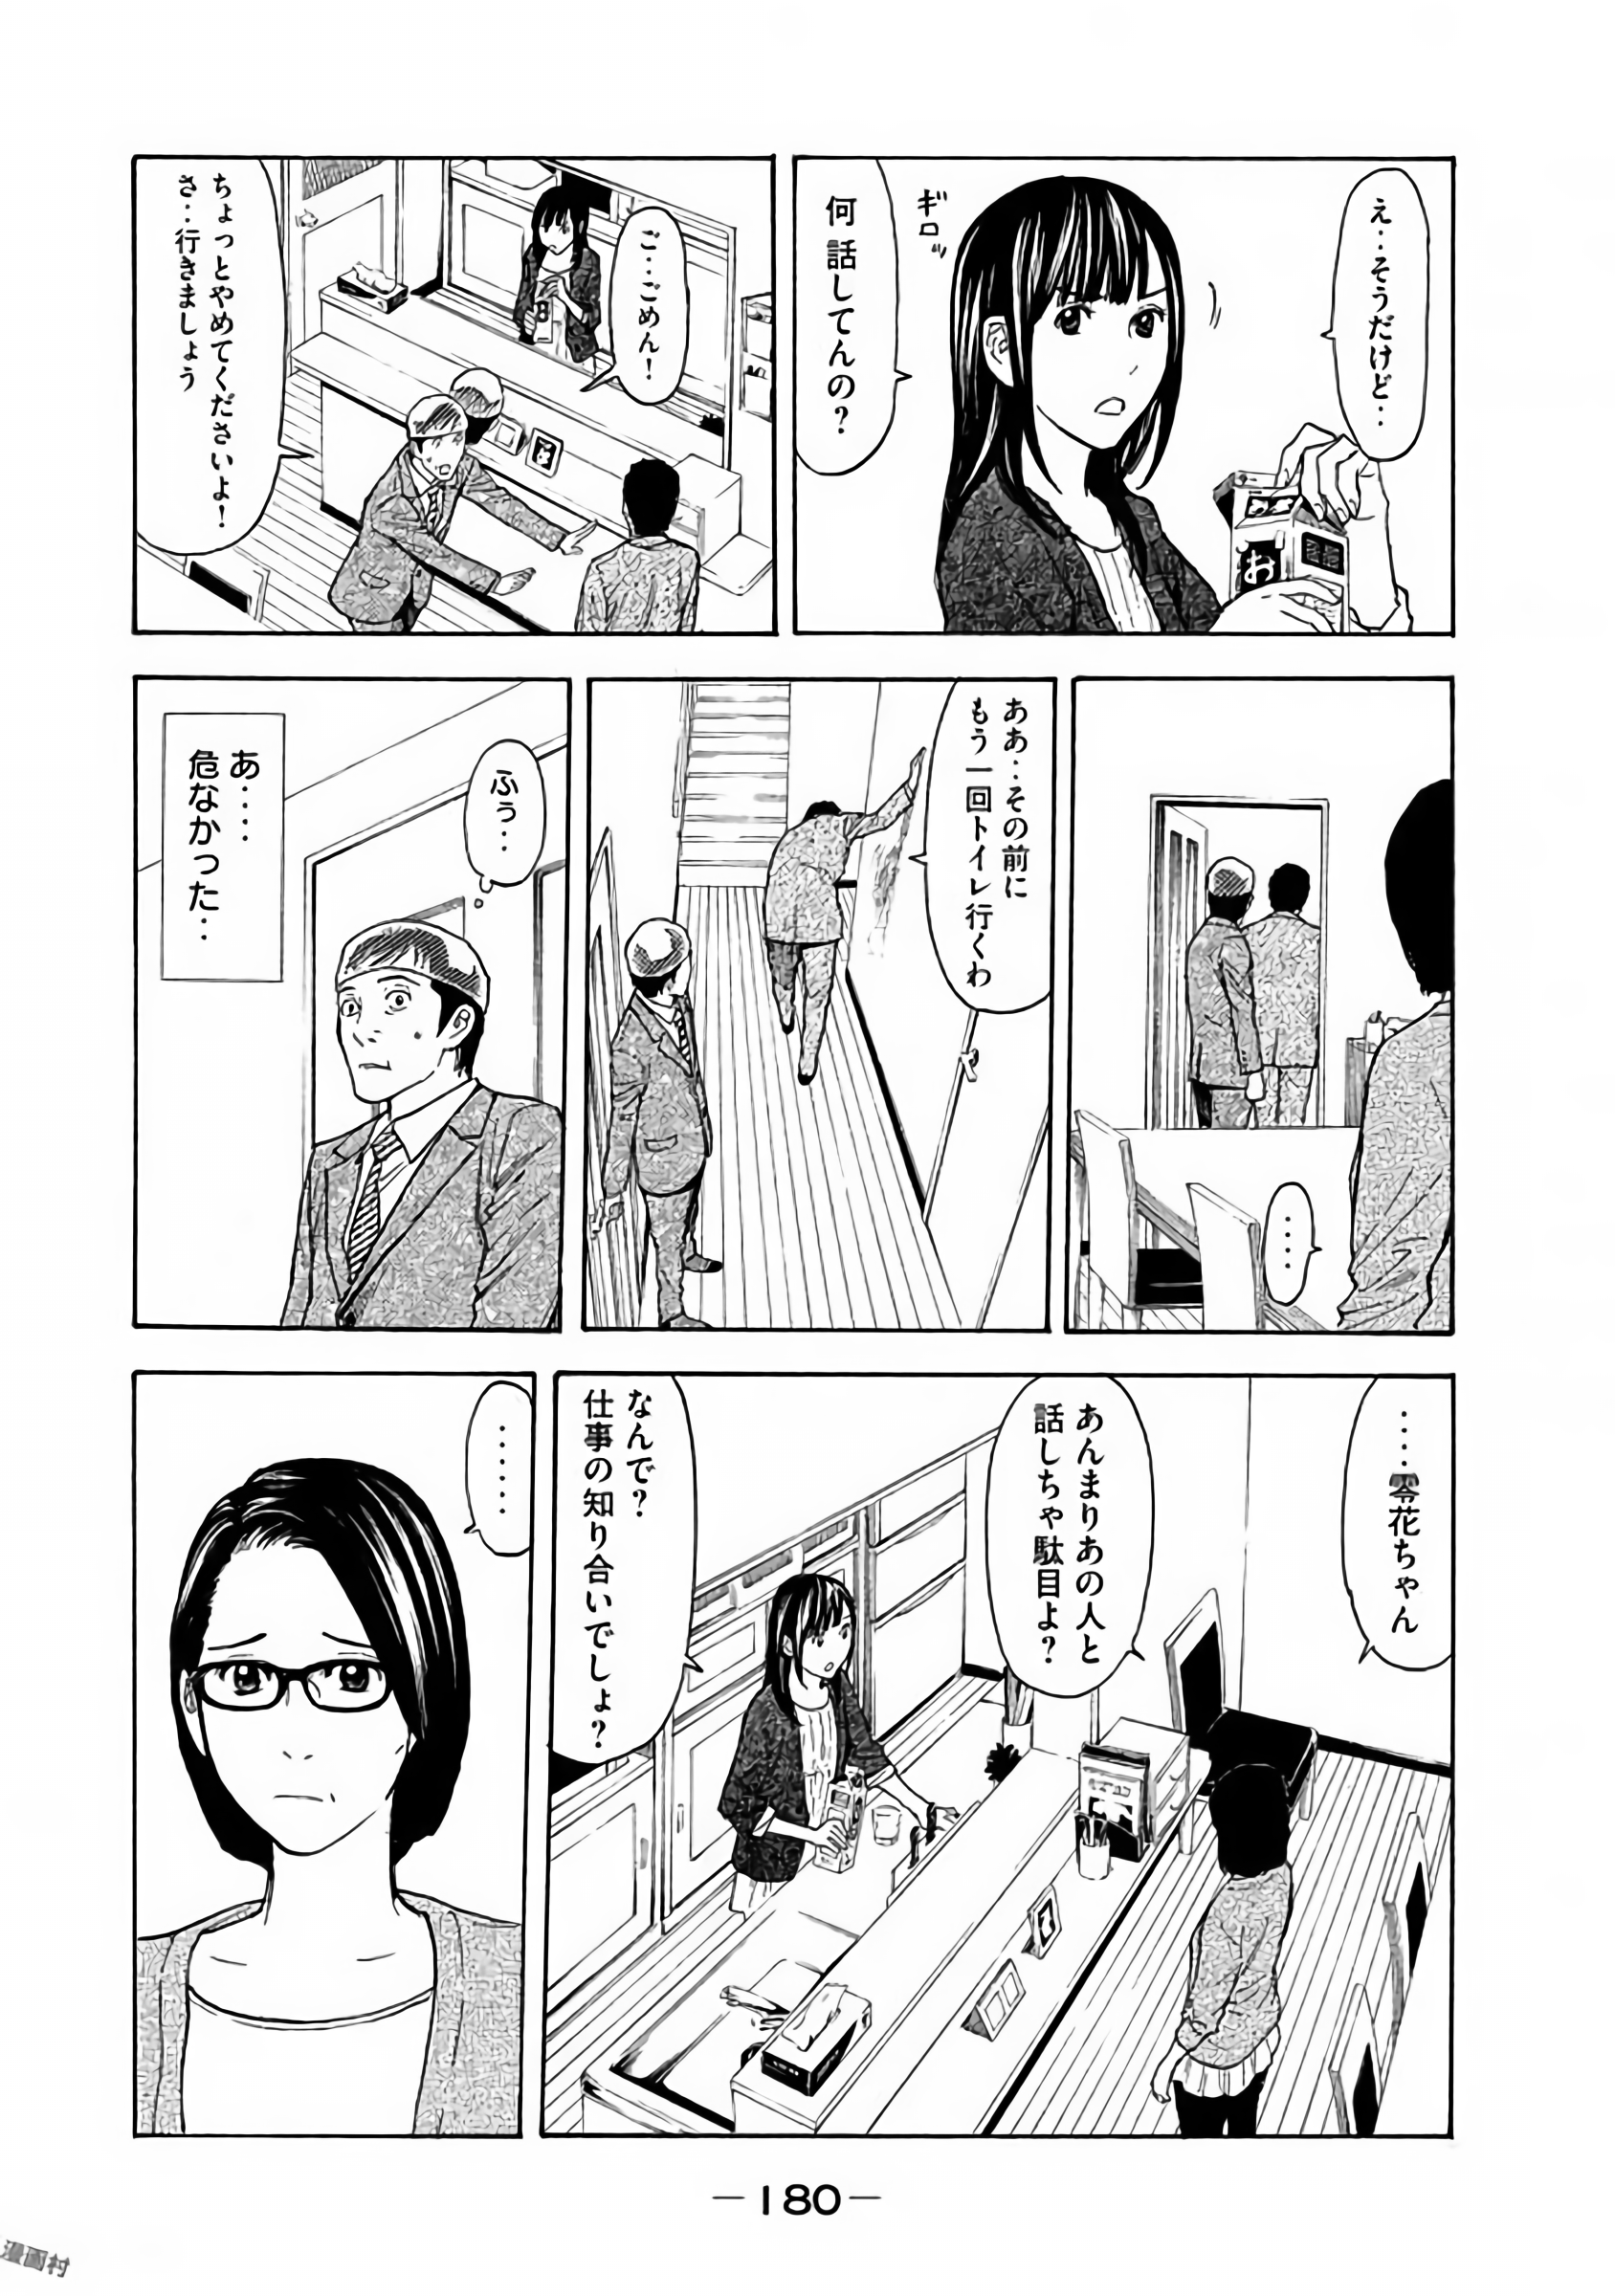 え‥そうだけど‥
ギロッ
何話してんの？
ご‥ごめん！
ちょっとやめてくださいよ！
さ‥行きましょう
お
‥‥
ああ‥その前に
もう一回トイレ行くわ
ふぅ‥
あ‥‥
危なかった‥
‥‥零花ちゃん
あんまりあの人と
話しちゃ駄目よ？
なんで？
仕事の知り合いでしょ？
‥‥‥
—180—
漫画村